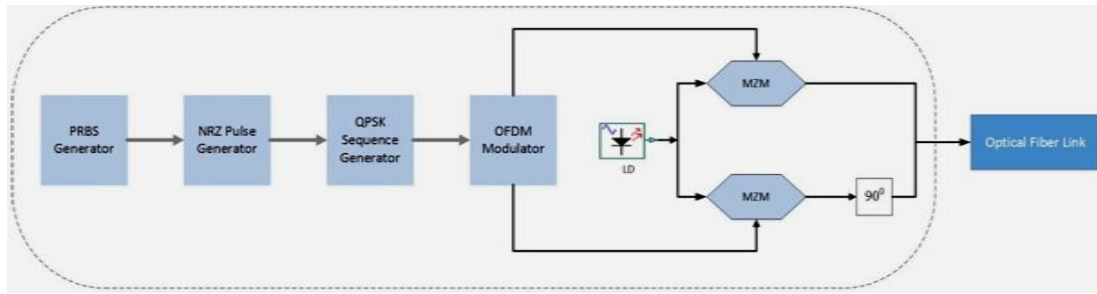 PRBS
Generator
NRZ Pulse
Generator
QPSK
Sequence
Generator
OFDM
Modulator
LD
MZM
MZM
90⁰
Optical Fiber Link